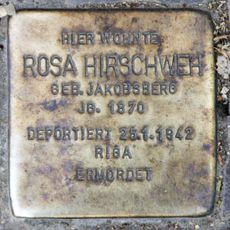 HIER WOHNTE
ROSA HIRSCHWEH
GEB. JAKOBSBERG
JG. 1870
DEPORTIERT 25.1.1942
RIGA
ERMORDET